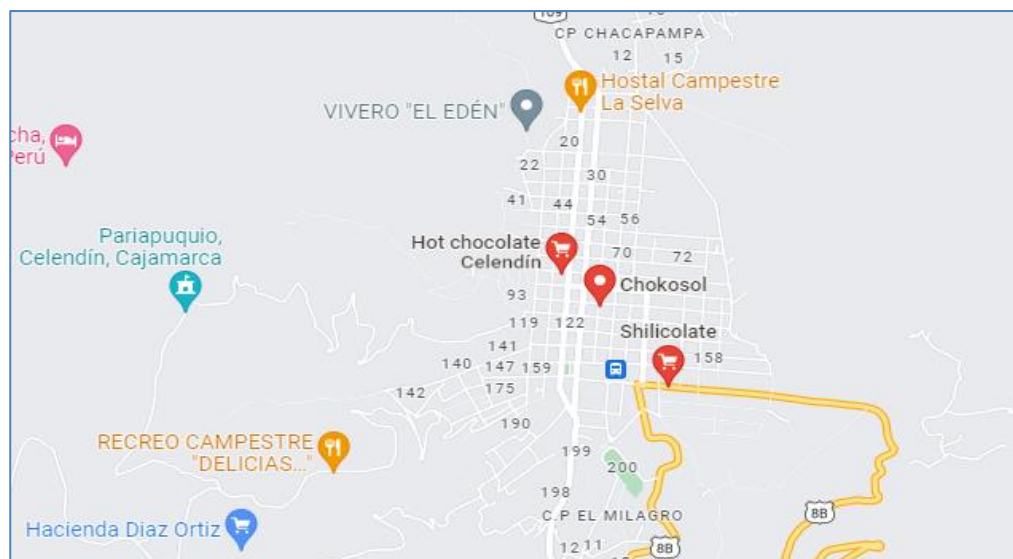 109
CP CHACAPAMPA
12
15
Hostal Campestre
La Selva
VIVERO "EL EDÉN"
cha,
Perú
20
22
30
41
44
54
56
Pariapuquio,
Celendín, Cajamarca
Hot chocolate
Celendín
70
72
Chokosol
93
119
122
Shilicolate
141
158
140
147
159
142
175
190
RECREO CAMPESTRE
"DELICIAS..."
199
200
198
C.P EL MILAGRO
Hacienda Diaz Ortiz
8B
12
11
8B